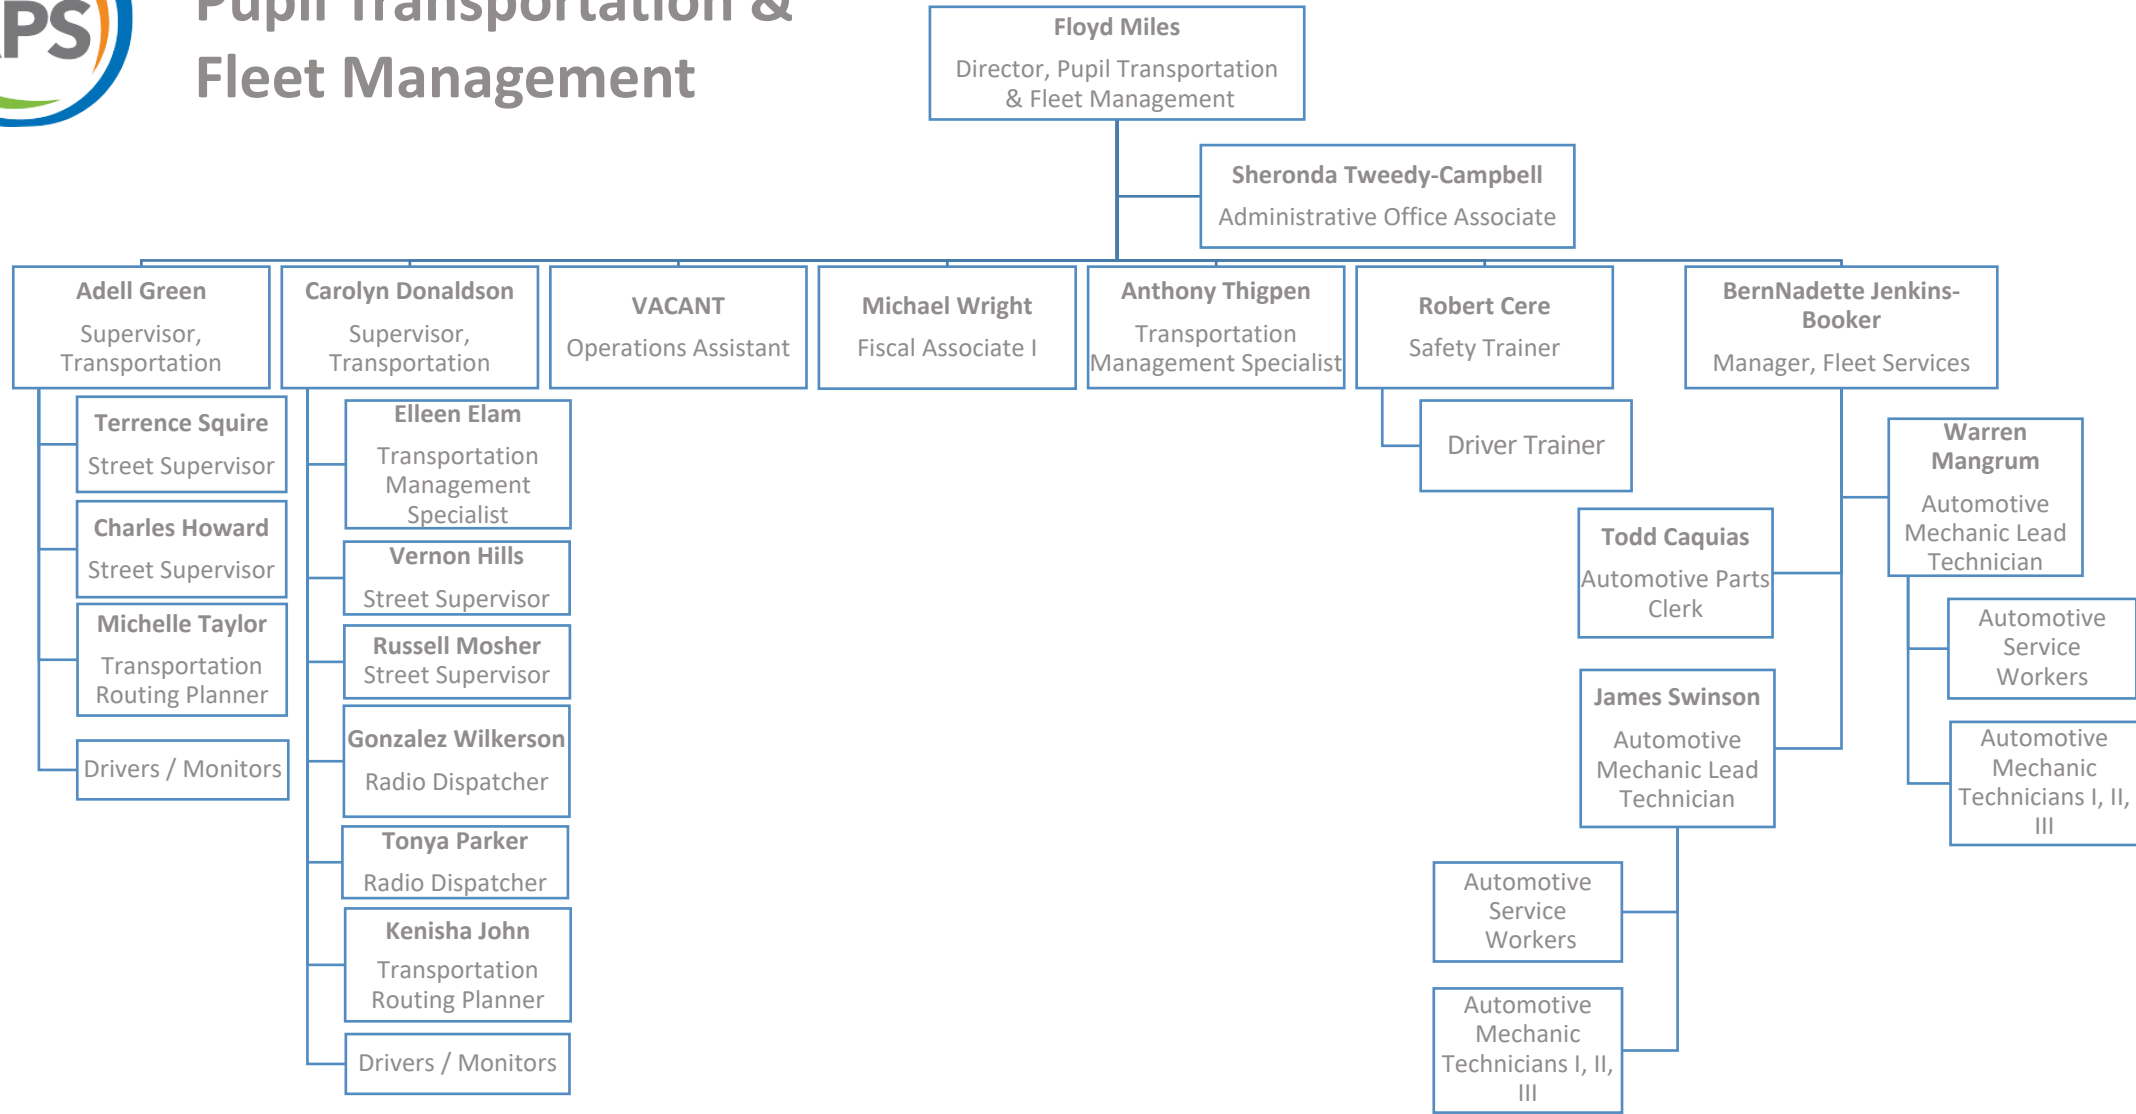 Pupil Transportation &
Fleet Management
Floyd Miles
Director, Pupil Transportation
& Fleet Management
Sheronda Tweedy-Campbell
Administrative Office Associate
Adell Green
Supervisor,
Transportation
Carolyn Donaldson
Supervisor,
Transportation
VACANT
Operations Assistant
Michael Wright
Fiscal Associate I
Anthony Thigpen
Transportation
Management Specialist
Robert Cere
Safety Trainer
BernNadette Jenkins-
Booker
Manager, Fleet Services
Terrence Squire
Street Supervisor
Charles Howard
Street Supervisor
Michelle Taylor
Transportation
Routing Planner
Drivers / Monitors
Elleen Elam
Transportation
Management
Specialist
Vernon Hills
Street Supervisor
Russell Mosher
Street Supervisor
Gonzalez Wilkerson
Radio Dispatcher
Tonya Parker
Radio Dispatcher
Kenisha John
Transportation
Routing Planner
Drivers / Monitors
Driver Trainer
Warren
Mangrum
Automotive
Mechanic Lead
Technician
Todd Caquias
Automotive Parts
Clerk
Automotive
Service
Workers
Automotive
Mechanic
Technicians I, II,
III
James Swinson
Automotive
Mechanic Lead
Technician
Automotive
Service
Workers
Automotive
Mechanic
Technicians I, II,
III